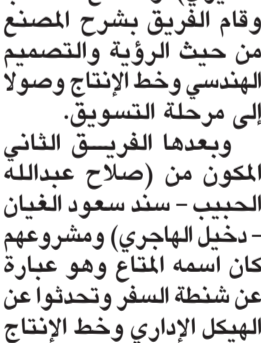 وقام الفريق بشرح المصنع
من حيث الرؤية والتصميم
الهندسي وخط الإنتاج وصولا
إلى مرحلة التسويق.
وبعدها الفريق الثاني
المكون من (صلاح عبدالله
الحبيب – سند سعود الغيان
– دخيل الهاجري) ومشروعهم
كان اسمه المتاع وهو عبارة
عن شنطة السفر وتحدثوا عن
الهيكل الإداري وخط الإنتاج